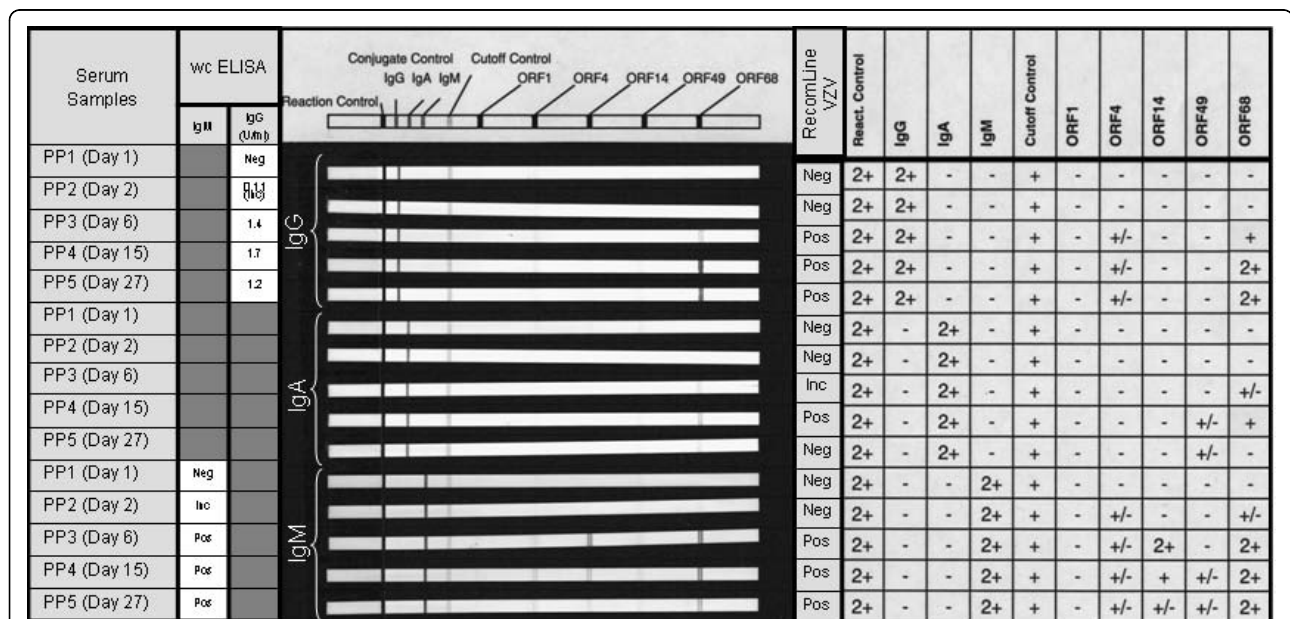 Serum Samples wc ELISA Conjugate Control Cutoff Control RecomLine VZV React. Control IgG IgA IgM Cutoff Control ORF1 ORF4 ORF14 ORF49 ORF68
IgG IgA IgM ORF1 ORF4 ORF14 ORF49 ORF68
Reaction Control
IgM IgG (U/ml)
PP1 (Day 1) Neg Neg 2+ 2+ - - + - - - - -
PP2 (Day 2) (Inc) Neg 2+ 2+ - - + - - - - -
PP3 (Day 6) 1.4 Pos 2+ 2+ - - + - +/- - - +
PP4 (Day 15) 1.7 Pos 2+ 2+ - - + - +/- - - 2+
PP5 (Day 27) 1.2 Pos 2+ 2+ - - + - +/- - - 2+
IgG
PP1 (Day 1) Neg 2+ - 2+ - + - - - - -
PP2 (Day 2) Neg 2+ - 2+ - + - - - - -
PP3 (Day 6) Inc 2+ - 2+ - + - - - - +/-
PP4 (Day 15) Pos 2+ - 2+ - + - - - +/- +
PP5 (Day 27) Neg 2+ - 2+ - + - - - +/- -
IgA
PP1 (Day 1) Neg Neg 2+ - - 2+ + - - - - -
PP2 (Day 2) Inc Neg 2+ - - 2+ + - +/- - - +/-
PP3 (Day 6) Pos Pos 2+ - - 2+ + - +/- 2+ - 2+
PP4 (Day 15) Pos Pos 2+ - - 2+ + - +/- + +/- 2+
PP5 (Day 27) Pos Pos 2+ - - 2+ + - +/- +/- +/- 2+
IgM